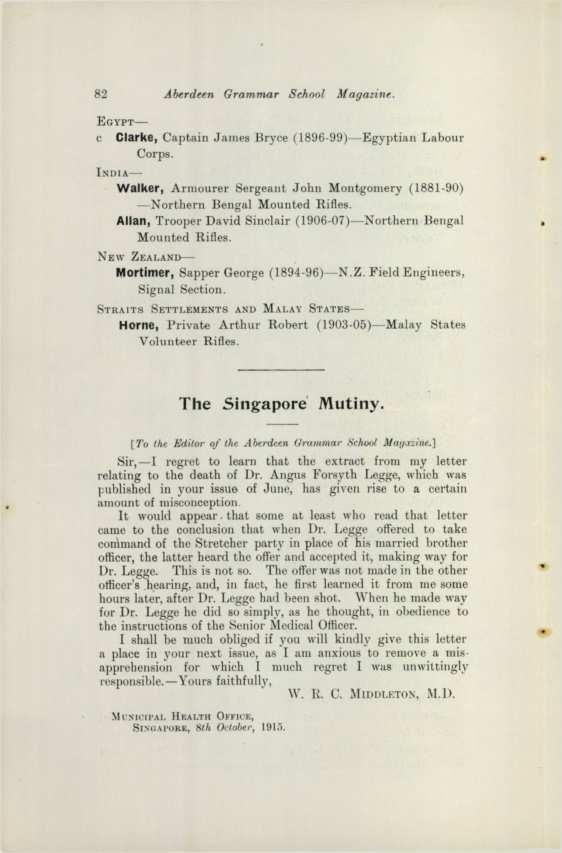 82 Aberdeen Grammar School Magazine.
EGYPT—
c Clarke, Captain James Bryce (1896-99)—Egyptian Labour
Corps.
INDIA—
Walker, Armourer Sergeant John Montgomery (1881-90)
—Northern Bengal Mounted Rifles.
Allan, Trooper David Sinclair (1906-07)—Northern Bengal
Mounted Rifles.
NEW ZEALAND—
Mortimer, Sapper George (1894-96)—N.Z. Field Engineers,
Signal Section.
STRAITS SETTLEMENTS AND MALAY STATES—
Horne, Private Arthur Robert (1903-05)—Malay States
Volunteer Rifles.
The Singapore Mutiny.
[To the Editor of the Aberdeen Grammar School Magazine.]
Sir,—I regret to learn that the extract from my letter
relating to the death of Dr. Angus Forsyth Legge, which was
published in your issue of June, has given rise to a certain
amount of misconception.
It would appear that some at least who read that letter
came to the conclusion that when Dr. Legge offered to take
command of the Stretcher party in place of his married brother
officer, the latter heard the offer and accepted it, making way for
Dr. Legge. This is not so. The offer was not made in the other
officer's hearing, and, in fact, he first learned it from me some
hours later, after Dr. Legge had been shot. When he made way
for Dr. Legge he did so simply, as he thought, in obedience to
the instructions of the Senior Medical Officer.
I shall be much obliged if you will kindly give this letter
a place in your next issue, as I am anxious to remove a mis-
apprehension for which I much regret I was unwittingly
responsible.—Yours faithfully,
W. R. C. MIDDLETON, M.D.
MUNICIPAL HEALTH OFFICE,
SINGAPORE, 8th October, 1915.